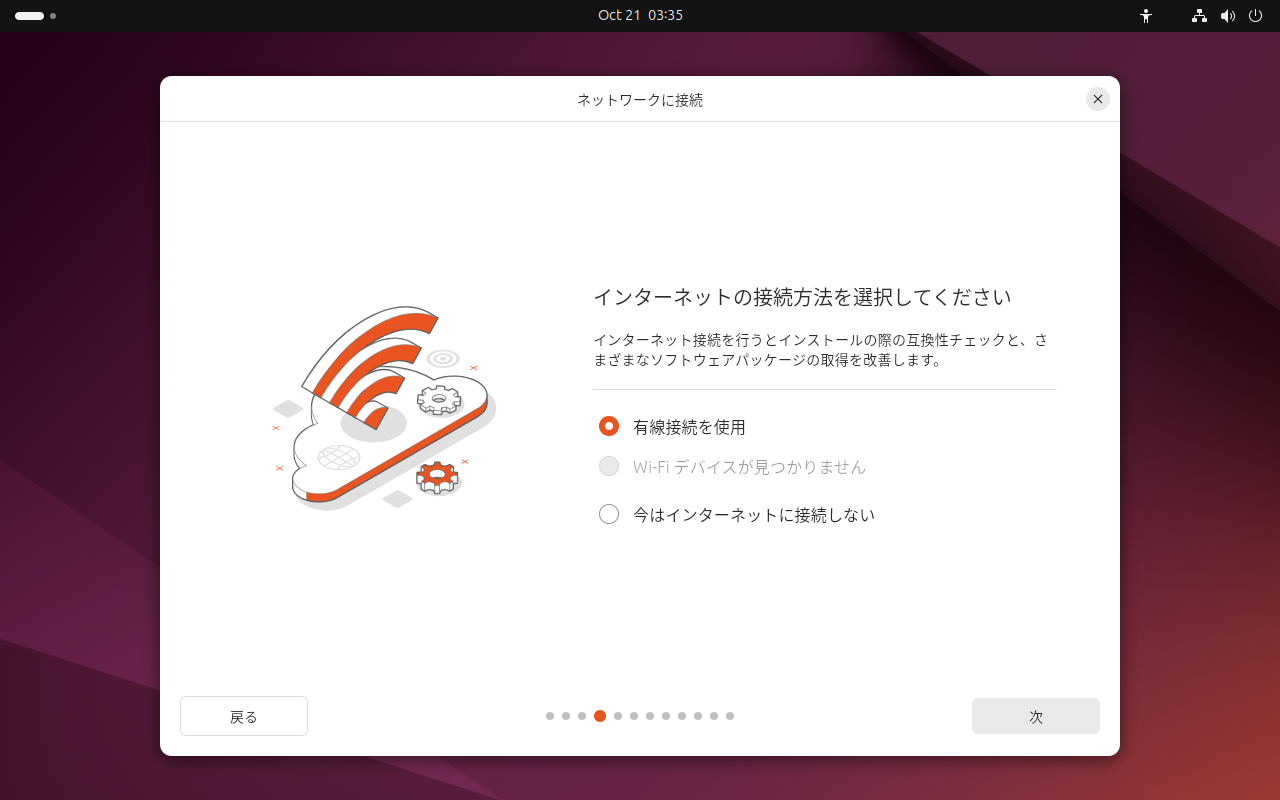 Oct 21 03:35
ネットワークに接続
インターネットの接続方法を選択してください
インターネット接続を行うとインストールの際の互換性チェックと、さ
まざまなソフトウェアパッケージの取得を改善します。
有線接続を使用
Wi-Fi デバイスが見つかりません
今はインターネットに接続しない
戻る
次